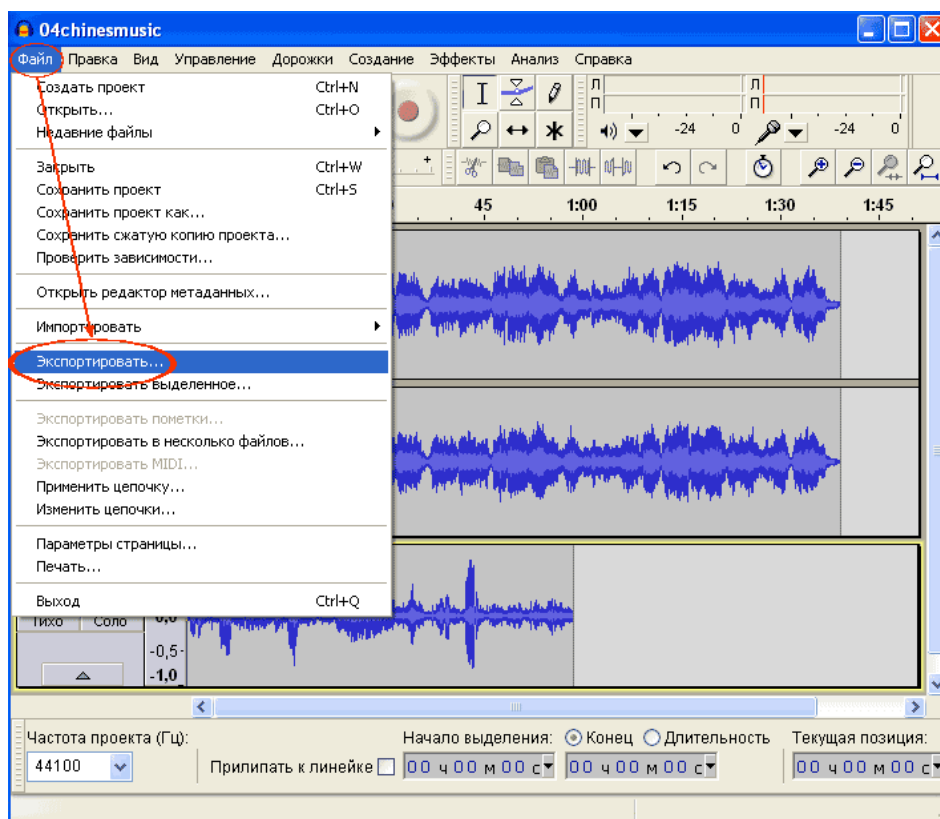 04chinesmusic
Файл Правка Вид Управление Дорожки Создание Эффекты Анализ Справка
Создать проект Ctrl+N
Открыть... Ctrl+O
Недавние файлы
Закрыть Ctrl+W
Сохранить проект Ctrl+S
Сохранить проект как...
Сохранить сжатую копию проекта...
Проверить зависимости...
Открыть редактор метаданных...
Импортировать
Экспортировать...
Экспортировать выделенное...
Экспортировать пометки...
Экспортировать в несколько файлов...
Экспортировать MIDI...
Применить цепочку...
Изменить цепочки...
Параметры страницы...
Печать...
Выход Ctrl+Q
Л Л
П П
-24 0 -24 0
45 1:00 1:15 1:30 1:45
Тихо Соло 0,0
-0,5
-1,0
Частота проекта (Гц): Начало выделения: Конец Длительность Текущая позиция:
44100 Прилипать к линейке 00 ч 00 м 00 с 00 ч 00 м 00 с 00 ч 00 м 00 с